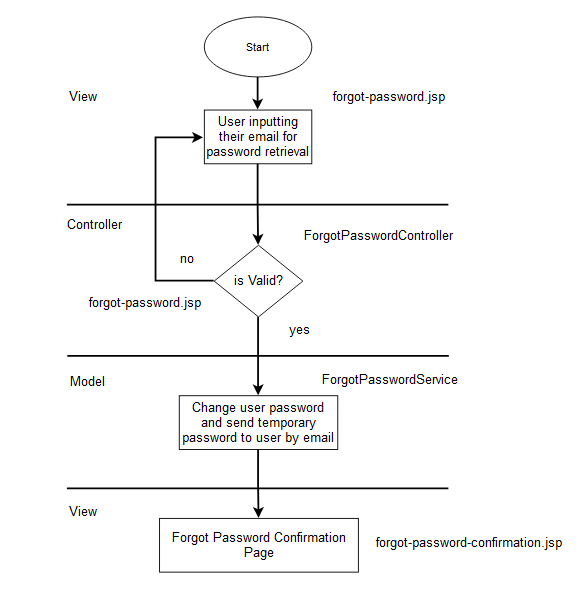 Start
View
forgot-password.jsp
User inputting
their email for
password retrieval
Controller
ForgotPasswordController
no
is Valid?
forgot-password.jsp
yes
Model
ForgotPasswordService
Change user password
and send temporary
password to user by email
View
Forgot Password Confirmation
Page
forgot-password-confirmation.jsp